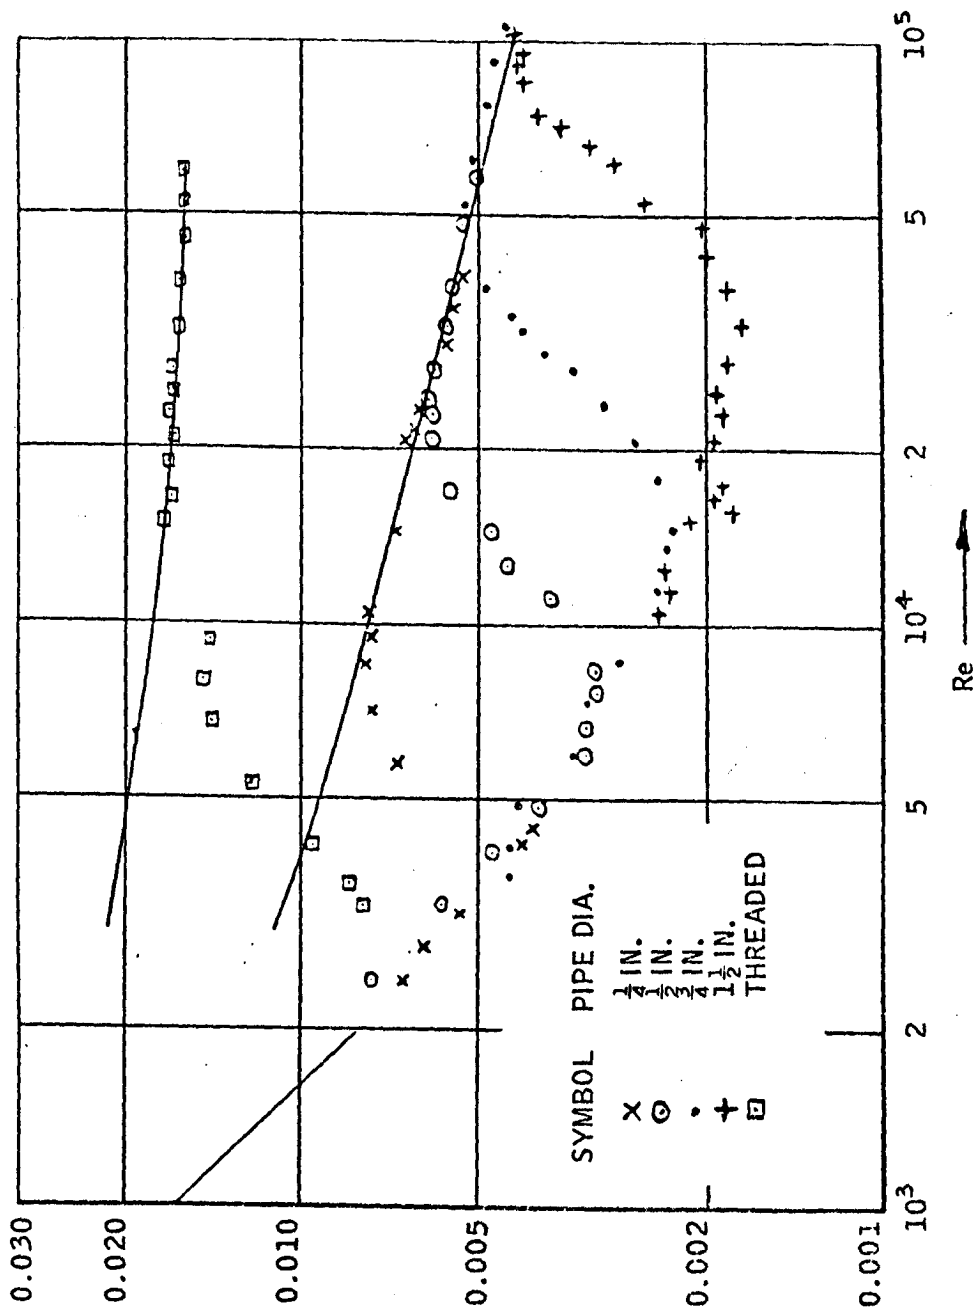 0.030
0.020
0.010
0.005
0.002
0.001
10³
2
5
10⁴
2
5
10⁵
Re
SYMBOL PIPE DIA.
x 1/4 IN.
⊙ 1/2 IN.
• 3/4 IN.
+ 1 1/2 IN.
⊡ THREADED